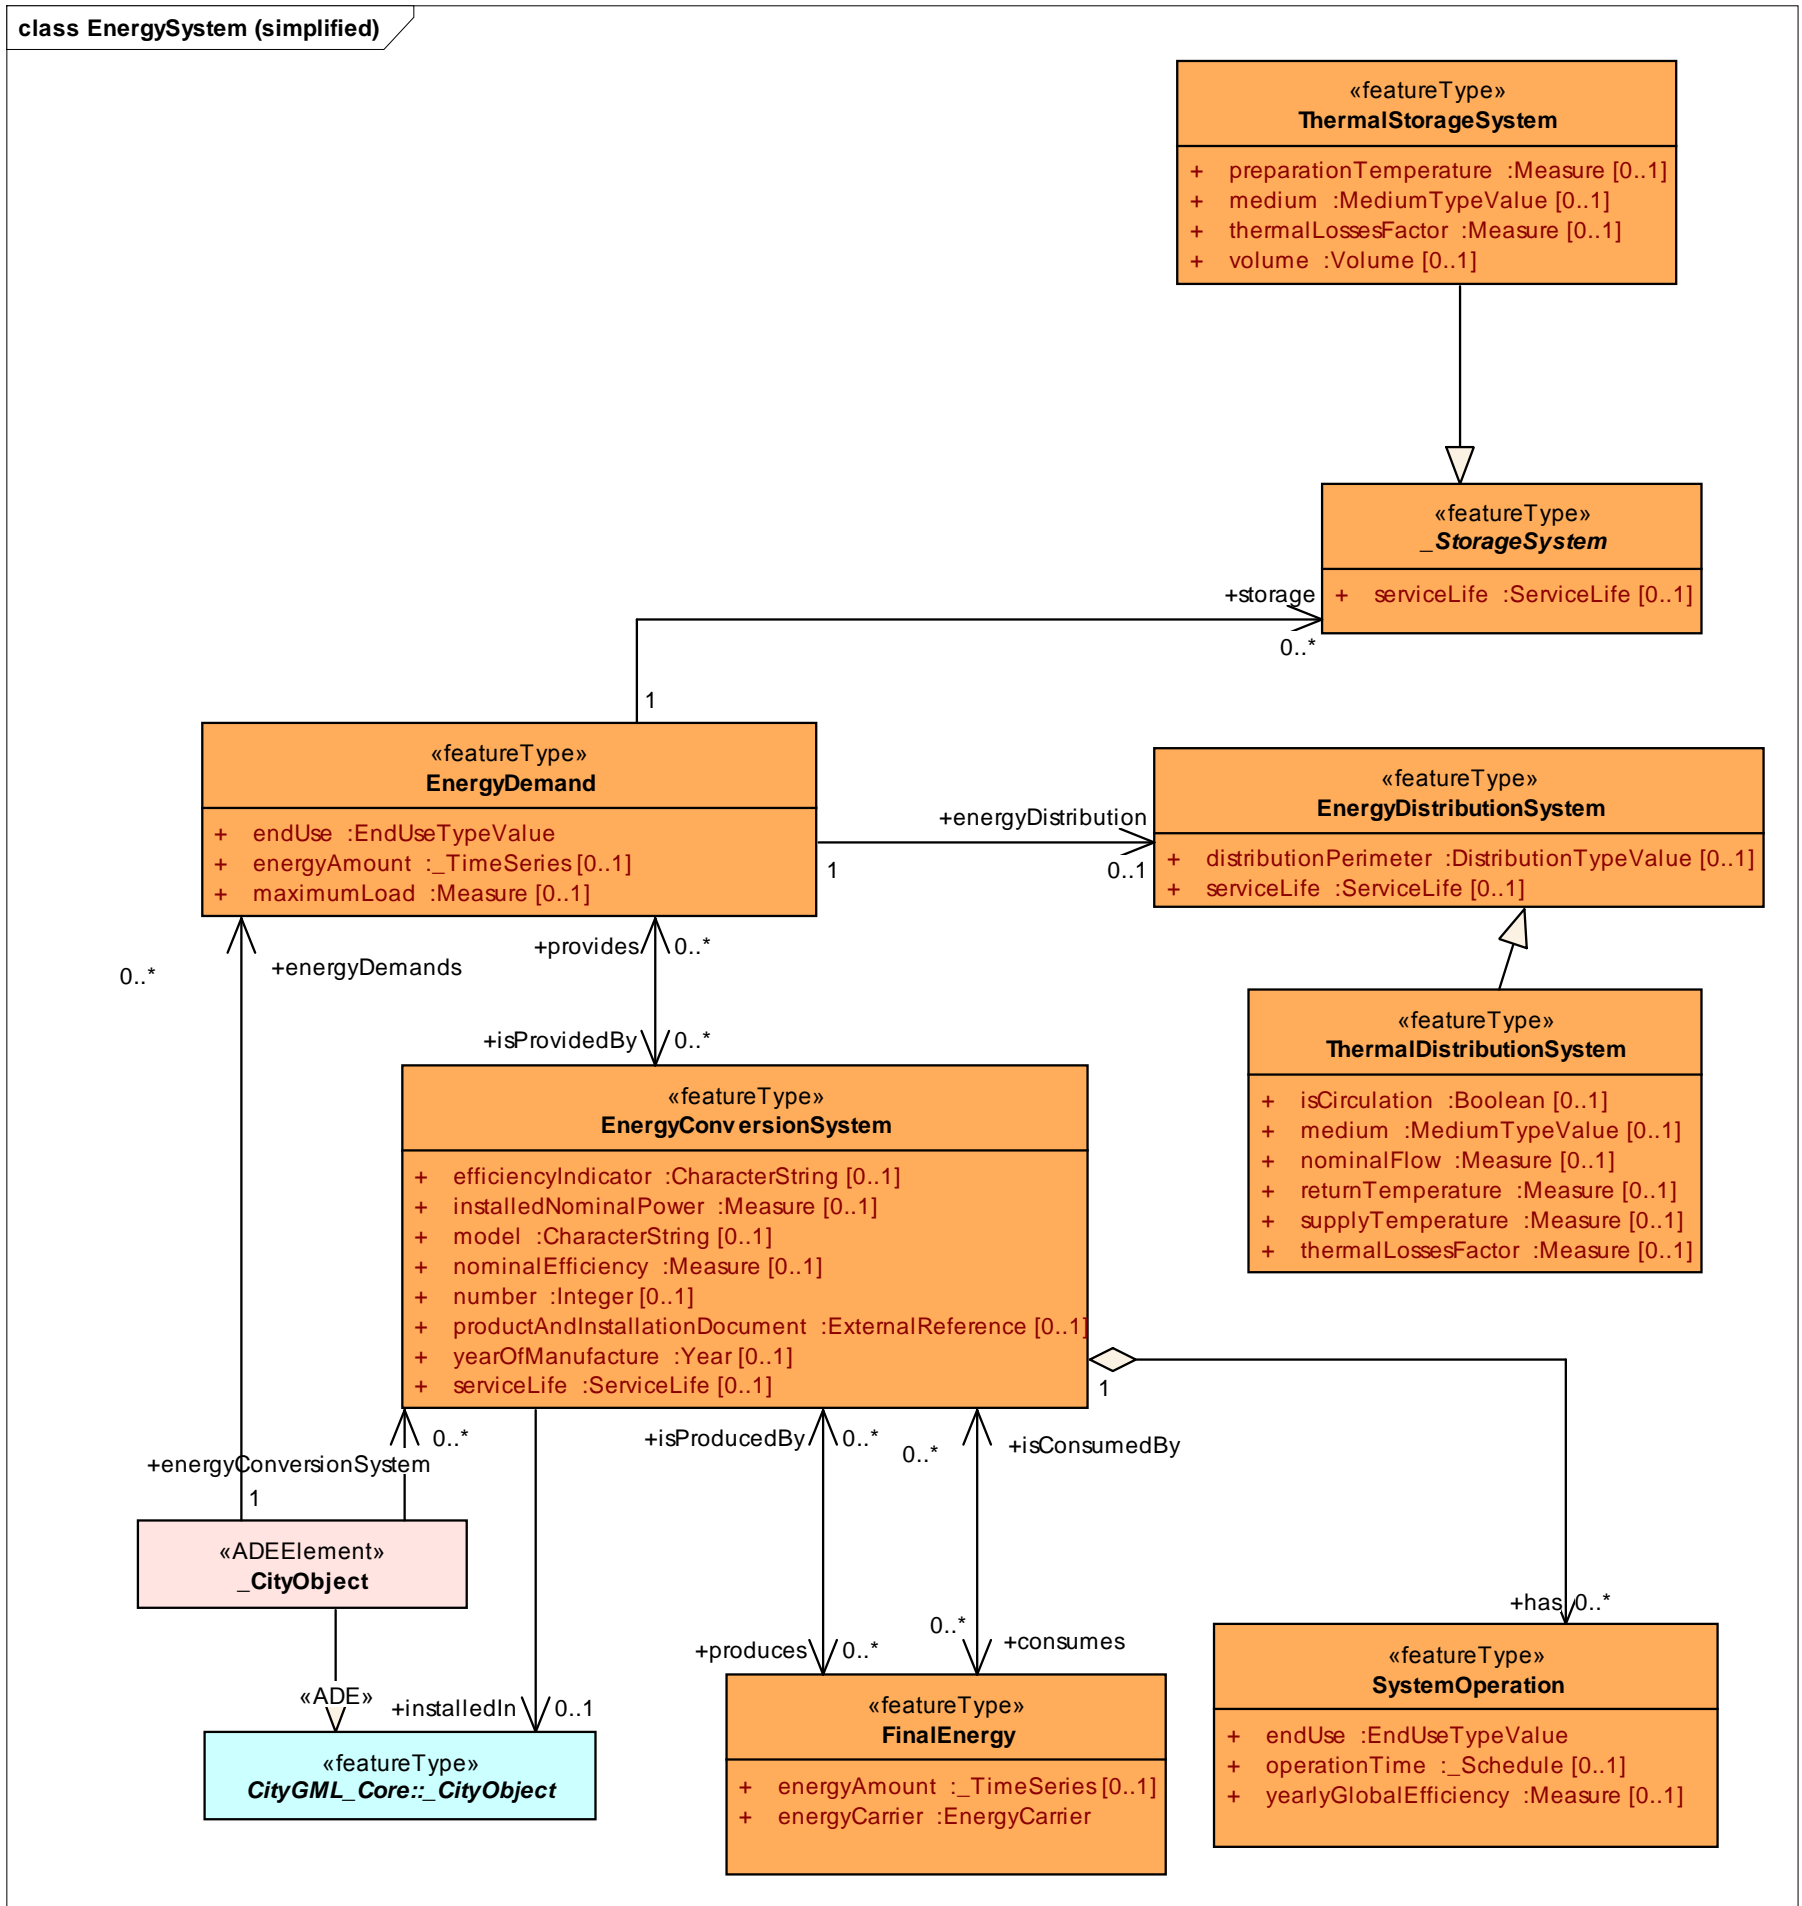 class EnergySystem (simplified)
«featureType»
ThermalStorageSystem
+ preparationTemperature :Measure [0..1]
+ medium :MediumTypeValue [0..1]
+ thermalLossesFactor :Measure [0..1]
+ volume :Volume [0..1]
«featureType»
_StorageSystem
+ serviceLife :ServiceLife [0..1]
+storage
0..*
1
«featureType»
EnergyDemand
+ endUse :EndUseTypeValue
+ energyAmount :_TimeSeries [0..1]
+ maximumLoad :Measure [0..1]
+energyDistribution
1
0..1
«featureType»
EnergyDistributionSystem
+ distributionPerimeter :DistributionTypeValue [0..1]
+ serviceLife :ServiceLife [0..1]
0..*
+energyDemands
+provides
0..*
+isProvidedBy
0..*
«featureType»
ThermalDistributionSystem
+ isCirculation :Boolean [0..1]
+ medium :MediumTypeValue [0..1]
+ nominalFlow :Measure [0..1]
+ returnTemperature :Measure [0..1]
+ supplyTemperature :Measure [0..1]
+ thermalLossesFactor :Measure [0..1]
«featureType»
EnergyConversionSystem
+ efficiencyIndicator :CharacterString [0..1]
+ installedNominalPower :Measure [0..1]
+ model :CharacterString [0..1]
+ nominalEfficiency :Measure [0..1]
+ number :Integer [0..1]
+ productAndInstallationDocument :ExternalReference [0..1]
+ yearOfManufacture :Year [0..1]
+ serviceLife :ServiceLife [0..1]
1
0..*
+energyConversionSystem
1
+isProducedBy
0..*
0..*
+isConsumedBy
«ADEElement»
_CityObject
«ADE»
+installedIn
0..1
«featureType»
CityGML_Core::_CityObject
+produces
0..*
0..*
+consumes
«featureType»
FinalEnergy
+ energyAmount :_TimeSeries [0..1]
+ energyCarrier :EnergyCarrier
+has
0..*
«featureType»
SystemOperation
+ endUse :EndUseTypeValue
+ operationTime :_Schedule [0..1]
+ yearlyGlobalEfficiency :Measure [0..1]